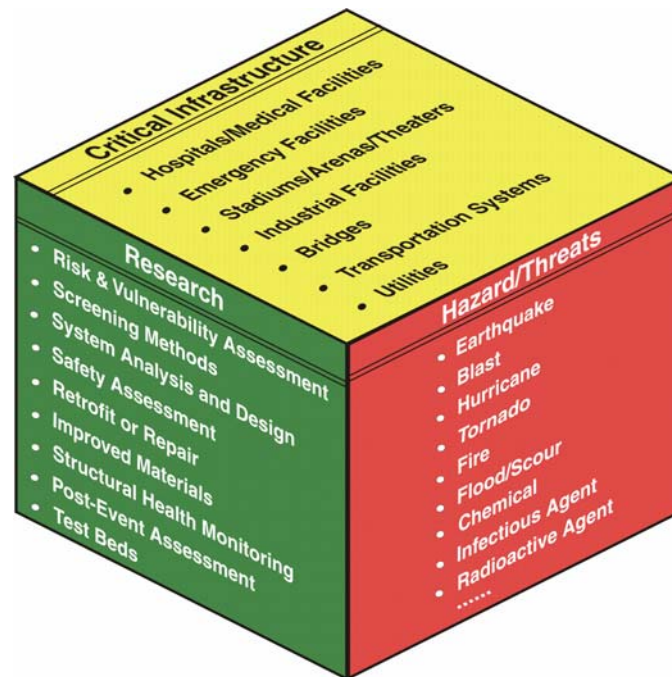 Critical Infrastructure
• Hospitals/Medical Facilities
• Emergency Facilities
• Stadiums/Arenas/Theaters
• Industrial Facilities
• Bridges
• Transportation Systems
• Utilities
Research
• Risk & Vulnerability Assessment
• Screening Methods
• System Analysis and Design
• Safety Assessment
• Retrofit or Repair
• Improved Materials
• Structural Health Monitoring
• Post-Event Assessment
• Test Beds
Hazard/Threats
• Earthquake
• Blast
• Hurricane
• Tornado
• Fire
• Flood/Scour
• Chemical
• Infectious Agent
• Radioactive Agent
• ......